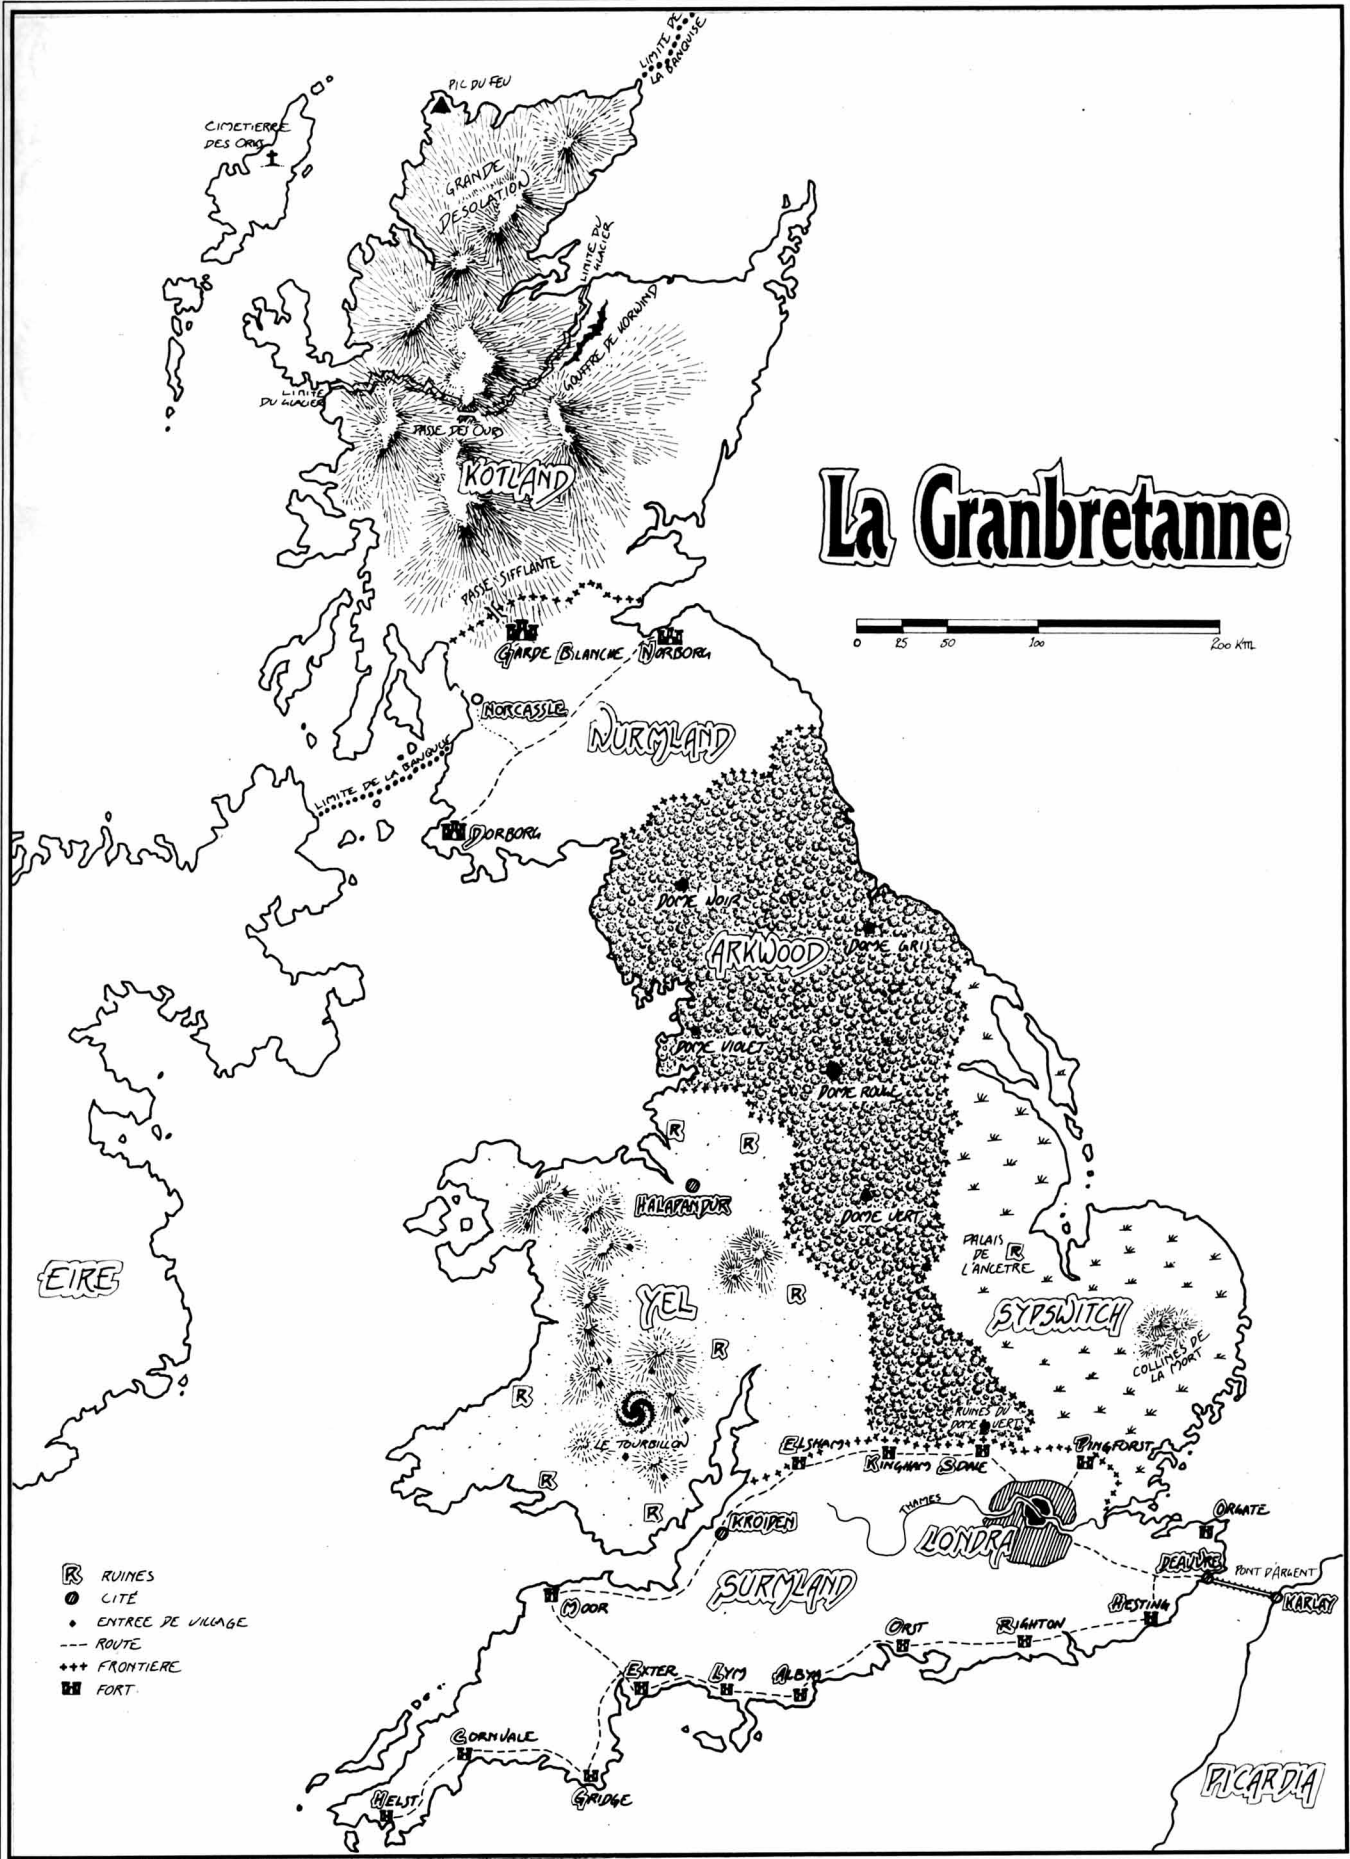 LIMITE DE
LA BANQUISE
PIC DU FEU
CIMETIERRE
DES ORKS
GRANDE
DESOLATION
LIMITE DU
GLACIER
GOUFFRE DE KORWIND
LIMITE
DU GLACIER
PASSE DES OURS
KOTLAND
La Granbretanne
PASSE SIFFLANTE
0 25 50 100 200 KM
GARDE BLANCHE
NORBORG
NORCASSLE
NURMLAND
LIMITE DE LA BANQUISE
DORBORG
DOME NOIR
ARKWOOD
DOME GRIS
DOME VIOLET
DOME ROUGE
R
R
HALAPANDUR
DOME VERT
PALAIS
DE R
L'ANCETRE
EIRE
YEL
R
SYDSWITCH
COLLINES DE
LA MORT
R
R
LE TOURBILLON
RUINES DU
DOME VERT
ELSHAM
KINGHAM
SDALE
DINGFORST
R
R
KROIDEN
THAMES
LONDRA
ORGATE
DEAUVRE
PONT D'ARGENT
KARLAY
SURMLAND
MOOR
HESTING
ORST
RIGHTON
R RUINES
CITÉ
ENTREE DE VILLAGE
ROUTE
FRONTIERE
FORT
EXTER
LYM
ALBYM
CORNVALE
GRIDGE
HELST
PICARDIA